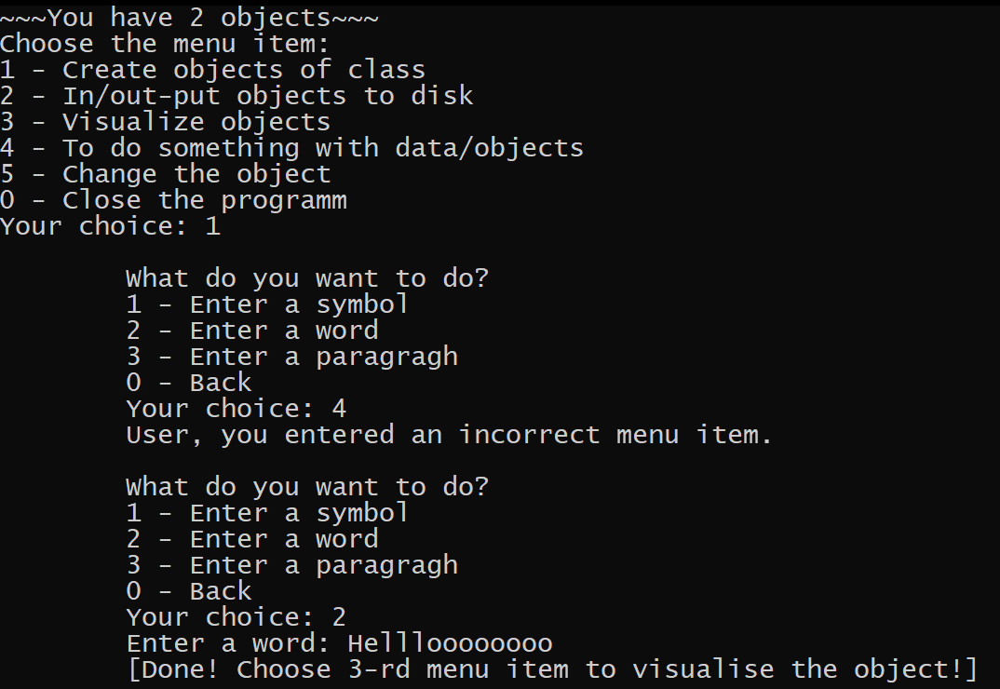 ~~~You have 2 objects~~~
Choose the menu item:
1 - Create objects of class
2 - In/out-put objects to disk
3 - Visualize objects
4 - To do something with data/objects
5 - Change the object
0 - Close the programm
Your choice: 1
What do you want to do?
1 - Enter a symbol
2 - Enter a word
3 - Enter a paragragh
0 - Back
Your choice: 4
User, you entered an incorrect menu item.
What do you want to do?
1 - Enter a symbol
2 - Enter a word
3 - Enter a paragragh
0 - Back
Your choice: 2
Enter a word: Hellloooooooo
[Done! Choose 3-rd menu item to visualise the object!]